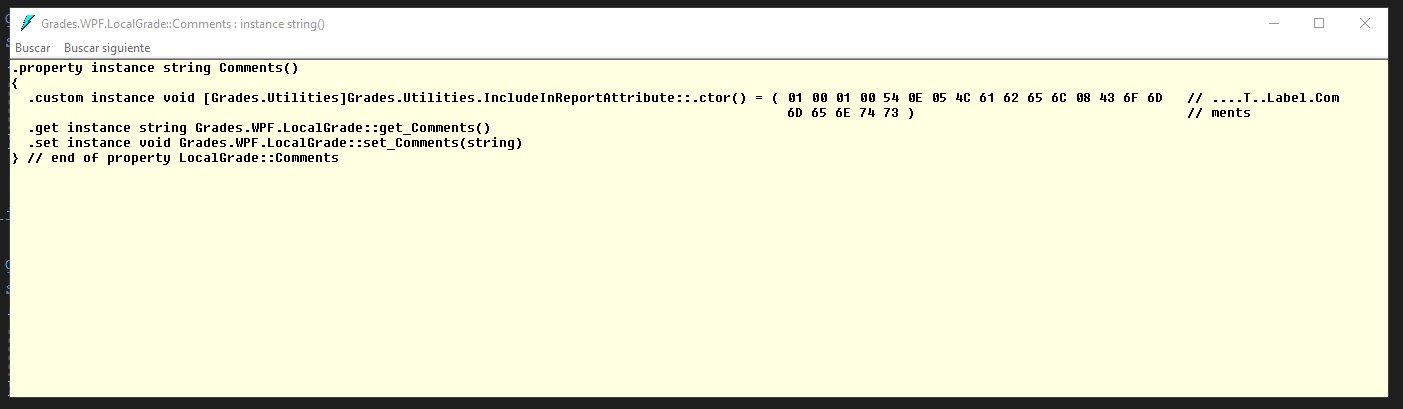 Grades.WPF.LocalGrade::Comments : instance string()
Buscar Buscar siguiente
.property instance string Comments()
{
  .custom instance void [Grades.Utilities]Grades.Utilities.IncludeInReportAttribute::.ctor() = ( 01 00 01 00 54 0E 05 4C 61 62 65 6C 08 43 6F 6D   // ....T..Label.Com
                                                                                                6D 65 6E 74 73 )                                  // ments
  .get instance string Grades.WPF.LocalGrade::get_Comments()
  .set instance void Grades.WPF.LocalGrade::set_Comments(string)
} // end of property LocalGrade::Comments